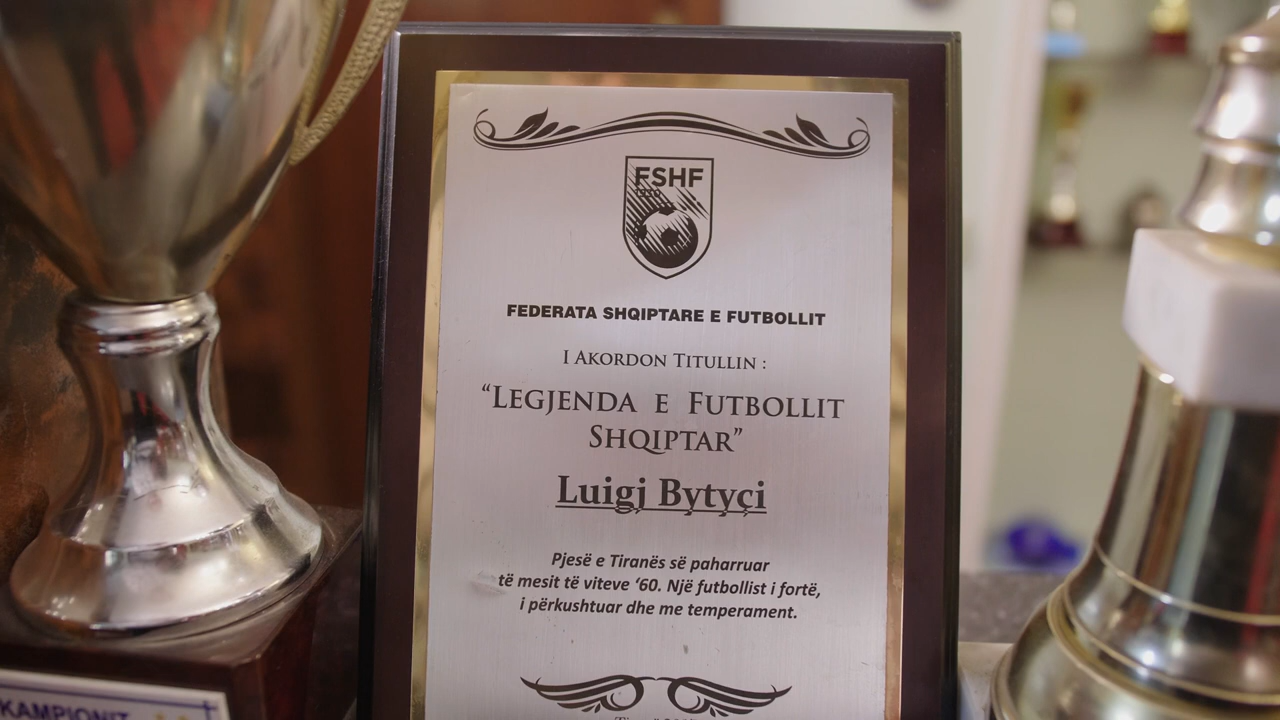 FSHF
FEDERATA SHQIPTARE E FUTBOLLIT
I AKORDON TITULLIN :
“LEGJENDA E FUTBOLLIT
SHQIPTAR”
Luigj Bytyçi
Pjesë e Tiranës së paharruar
të mesit të viteve ‘60. Një futbollist i fortë,
i përkushtuar dhe me temperament.
KAMPIONIT